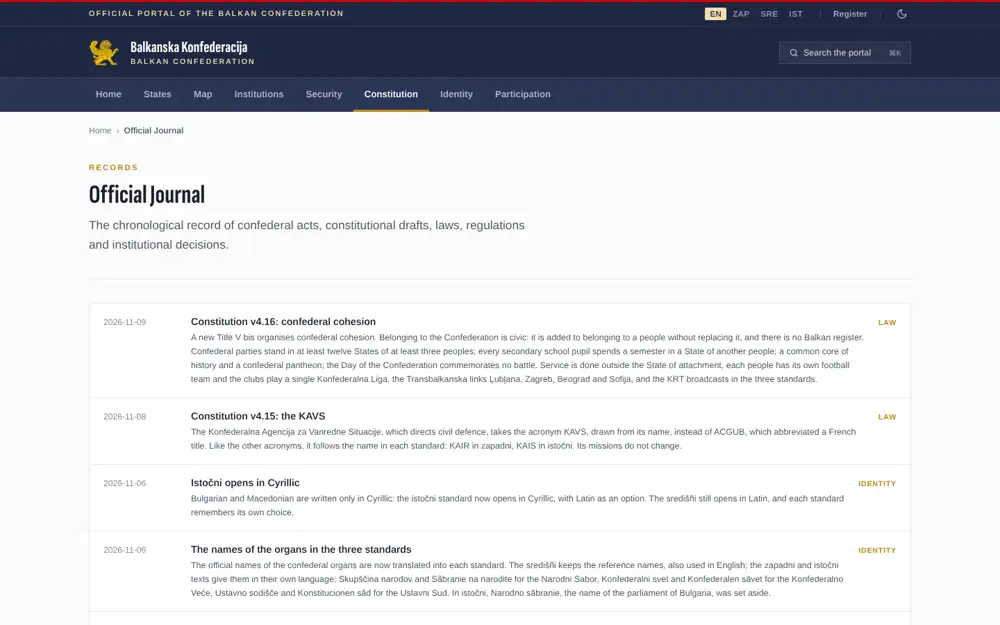 OFFICIAL PORTAL OF THE BALKAN CONFEDERATION
EN ZAP SRE IST Register
Balkanska Konfederacija
BALKAN CONFEDERATION
Search the portal ⌘K
Home States Map Institutions Security Constitution Identity Participation
Home › Official Journal
RECORDS
Official Journal
The chronological record of confederal acts, constitutional drafts, laws, regulations
and institutional decisions.
2026-11-09
Constitution v4.16: confederal cohesion
LAW
A new Title V bis organises confederal cohesion. Belonging to the Confederation is civic: it is added to belonging to a people without replacing it, and there is no Balkan register.
Confederal parties stand in at least twelve States of at least three peoples; every secondary school pupil spends a semester in a State of another people; a common core of
history and a confederal pantheon; the Day of the Confederation commemorates no battle. Service is done outside the State of attachment, each people has its own football
team and the clubs play a single Konfederalna Liga, the Transbalkanska links Ļubļana, Zagreb, Beograd and Sofija, and the KRT broadcasts in the three standards.
2026-11-08
Constitution v4.15: the KAVS
LAW
The Konfederalna Agencija za Vanredne Situacije, which directs civil defence, takes the acronym KAVS, drawn from its name, instead of ACGUB, which abbreviated a French
title. Like the other acronyms, it follows the name in each standard: KAIR in zapadni, KAIS in istočni. Its missions do not change.
2026-11-06
Istočni opens in Cyrillic
IDENTITY
Bulgarian and Macedonian are written only in Cyrillic: the istočni standard now opens in Cyrillic, with Latin as an option. The središñi still opens in Latin, and each standard
remembers its own choice.
2026-11-06
The names of the organs in the three standards
IDENTITY
The official names of the confederal organs are now translated into each standard. The središñi keeps the reference names, also used in English; the zapadni and istočni
texts give them in their own language: Skupščina narodov and Sǎbranie na narodite for the Narodni Sabor, Konfederalni svet and Konfederalen sǎvet for the Konfederalno
Veće, Ustavno sodišče and Konstitucionen sǎd for the Ustavni Sud. In istočni, Narodno sǎbranie, the name of the parliament of Bulgaria, was set aside.